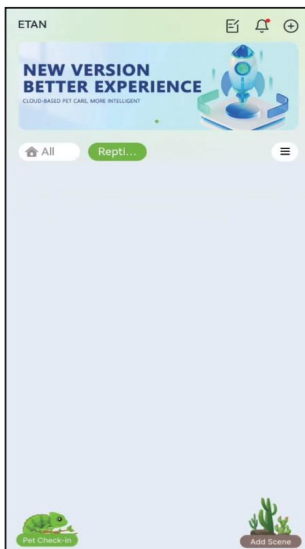 ETAN
NEW VERSION
BETTER EXPERIENCE
CLOUD-BASED PET CARE, MORE INTELLIGENT
All
Repti...
Pet Check-in
Add Scene